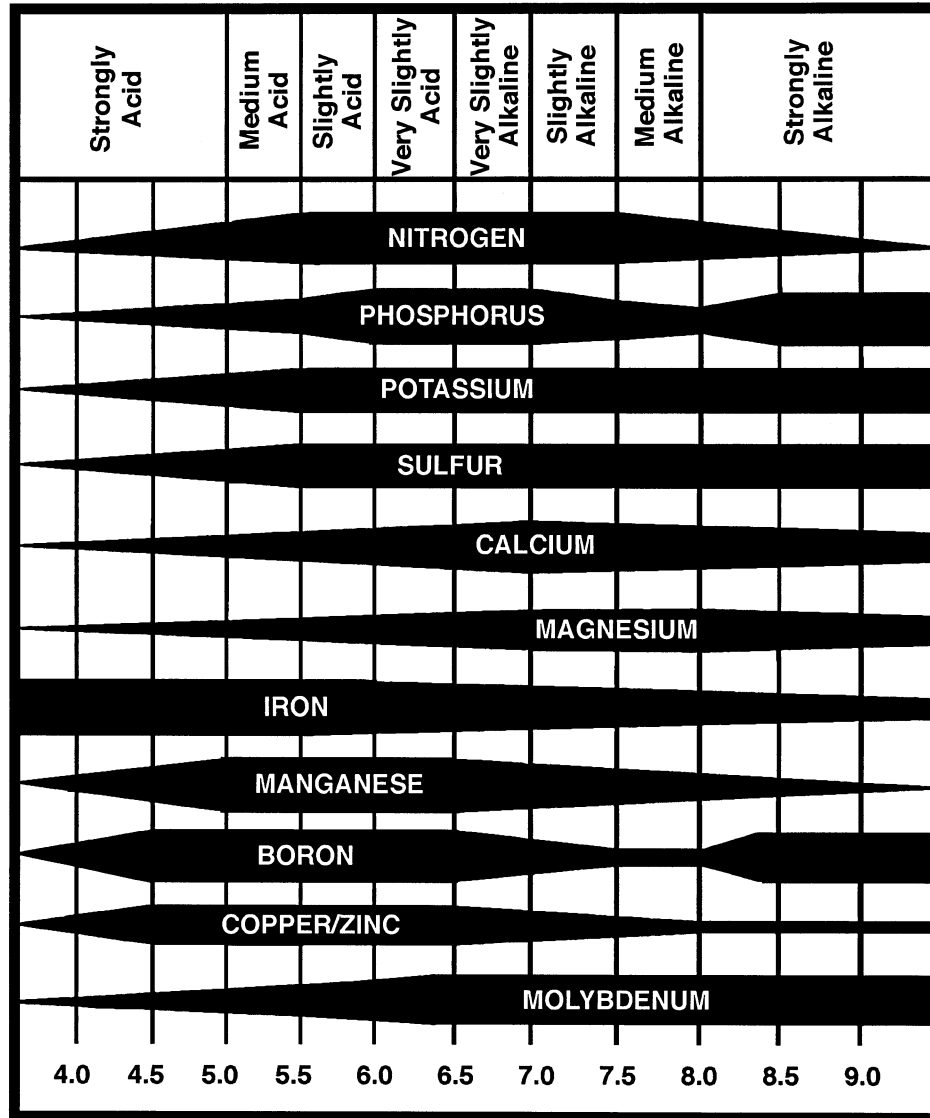 Strongly
Acid
Medium
Acid
Slightly
Acid
Very Slightly
Acid
Very Slightly
Alkaline
Slightly
Alkaline
Medium
Alkaline
Strongly
Alkaline
NITROGEN
PHOSPHORUS
POTASSIUM
SULFUR
CALCIUM
MAGNESIUM
IRON
MANGANESE
BORON
COPPER/ZINC
MOLYBDENUM
4.0 4.5 5.0 5.5 6.0 6.5 7.0 7.5 8.0 8.5 9.0